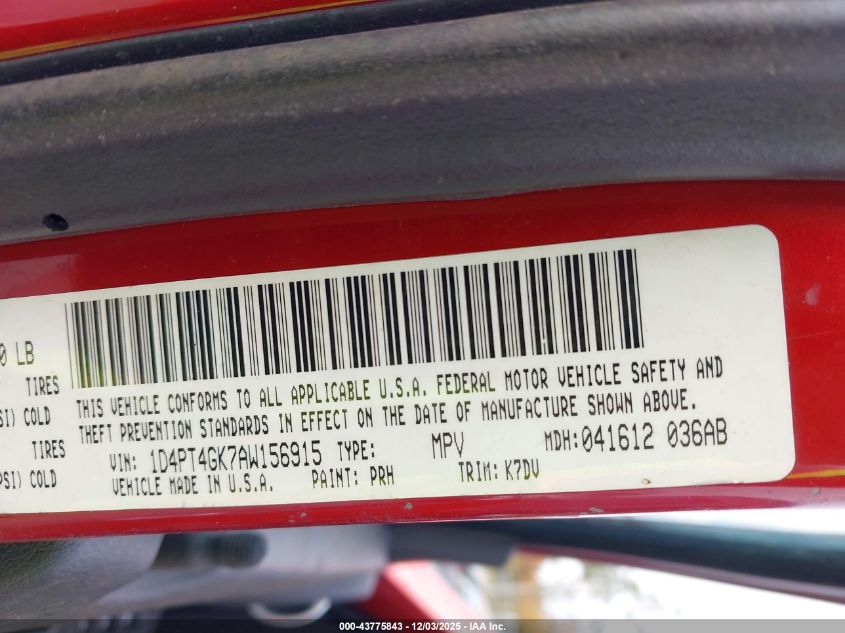 0 LB
TIRES
SI) COLD
TIRES
PSI) COLD
THIS VEHICLE CONFORMS TO ALL APPLICABLE U.S.A. FEDERAL MOTOR VEHICLE SAFETY AND
THEFT PREVENTION STANDARDS IN EFFECT ON THE DATE OF MANUFACTURE SHOWN ABOVE.
VIN: 1D4PT4GK7AW156915 TYPE: MPV MDH:041612 036AB
VEHICLE MADE IN U.S.A. PAINT: PRH TRIM: K7DV
000-43775843 - 12/03/2025 - IAA Inc.